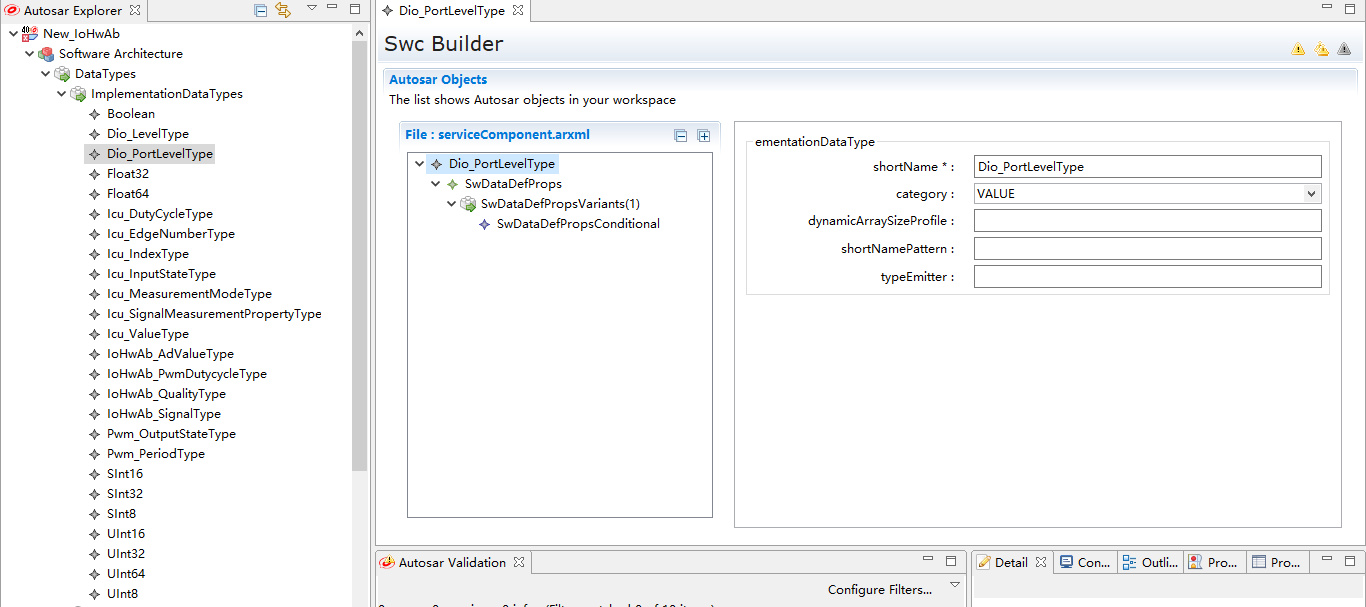 Autosar Explorer
New_IoHwAb
Software Architecture
DataTypes
ImplementationDataTypes
Boolean
Dio_LevelType
Dio_PortLevelType
Float32
Float64
Icu_DutyCycleType
Icu_EdgeNumberType
Icu_IndexType
Icu_InputStateType
Icu_MeasurementModeType
Icu_SignalMeasurementPropertyType
Icu_ValueType
IoHwAb_AdValueType
IoHwAb_PwmDutycycleType
IoHwAb_QualityType
IoHwAb_SignalType
Pwm_OutputStateType
Pwm_PeriodType
SInt16
SInt32
SInt8
UInt16
UInt32
UInt64
UInt8
Dio_PortLevelType
Swc Builder
Autosar Objects
The list shows Autosar objects in your workspace
File : serviceComponent.arxml
Dio_PortLevelType
SwDataDefProps
SwDataDefPropsVariants(1)
SwDataDefPropsConditional
ementationDataType
shortName * : Dio_PortLevelType
category : VALUE
dynamicArraySizeProfile :
shortNamePattern :
typeEmitter :
Autosar Validation
Configure Filters...
Detail Con... Outli... Pro... Pro...